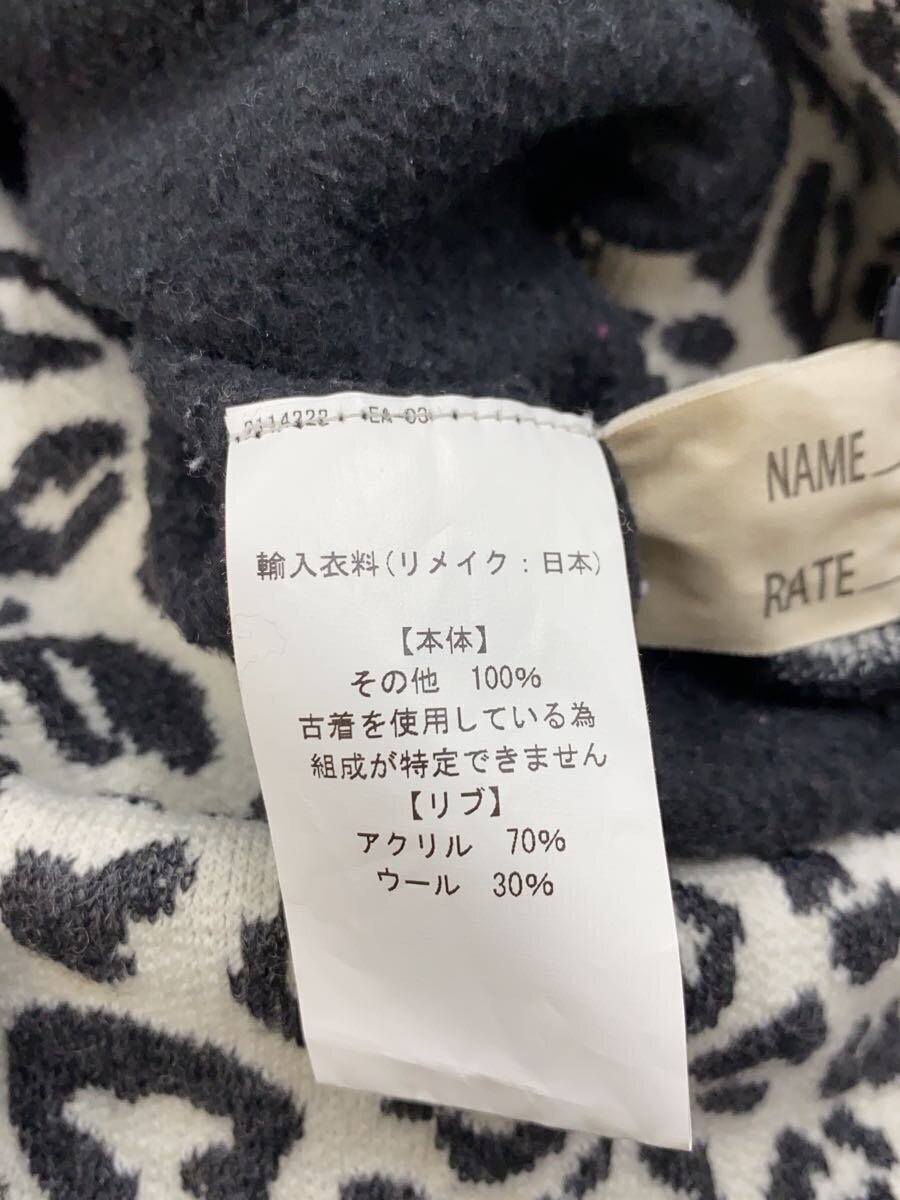 EA-03
輸入衣料(リメイク:日本)
【本体】
その他 100%
古着を使用している為
組成が特定できません
【リブ】
アクリル 70%
ウール 30%
NAME
RATE